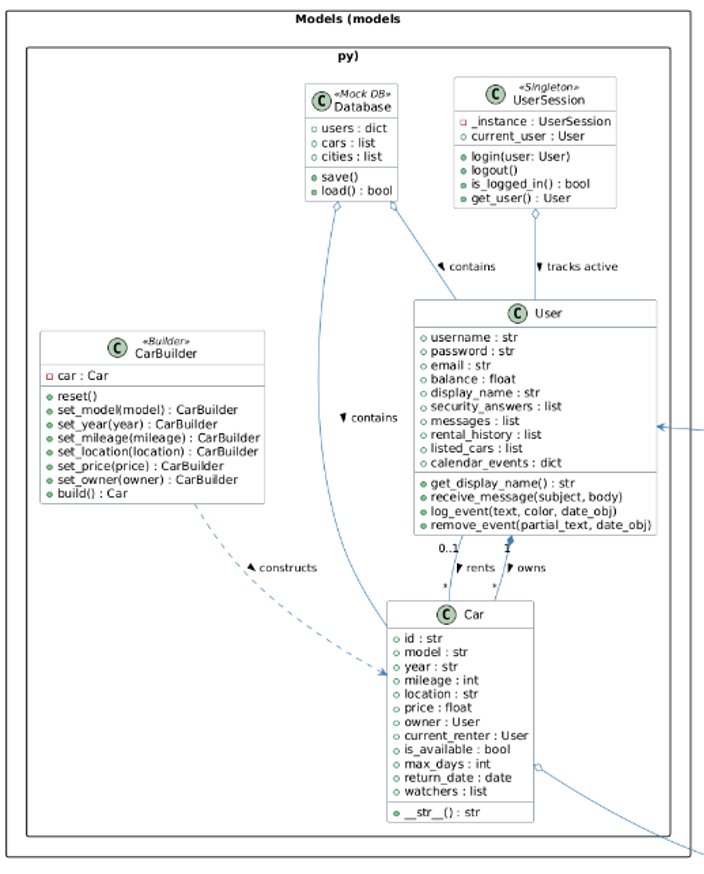 Models (models
py)
C «Mock DB»
Database
users : dict
cars : list
cities : list
save()
load() : bool
C «Singleton»
UserSession
_instance : UserSession
current_user : User
login(user: User)
logout()
is_logged_in() : bool
get_user() : User
contains
tracks active
C User
username : str
password : str
email : str
balance : float
display_name : str
security_answers : list
messages : list
rental_history : list
listed_cars : list
calendar_events : dict
get_display_name() : str
receive_message(subject, body)
log_event(text, color, date_obj)
remove_event(partial_text, date_obj)
C «Builder»
CarBuilder
car : Car
reset()
set_model(model) : CarBuilder
set_year(year) : CarBuilder
set_mileage(mileage) : CarBuilder
set_location(location) : CarBuilder
set_price(price) : CarBuilder
set_owner(owner) : CarBuilder
build() : Car
contains
0..1
1
constructs
rents
owns
*
*
C Car
id : str
model : str
year : str
mileage : int
location : str
price : float
owner : User
current_renter : User
is_available : bool
max_days : int
return_date : date
watchers : list
__str__() : str